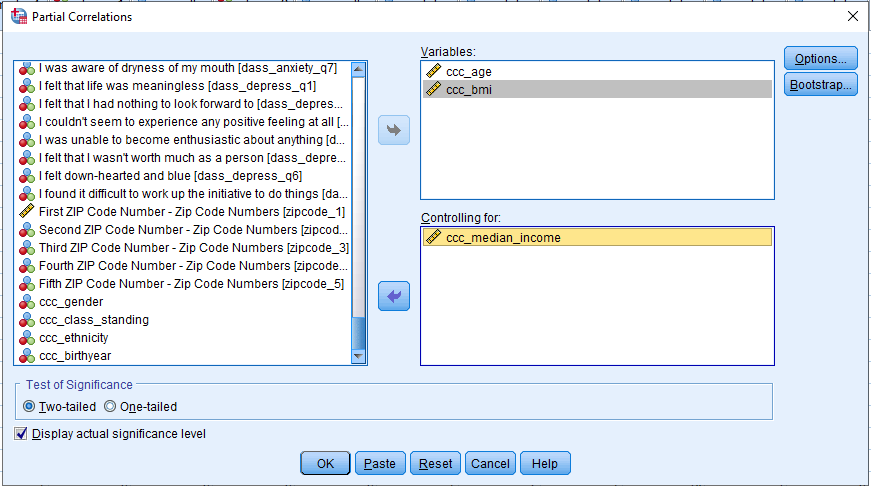 Partial Correlations
I was aware of dryness of my mouth [dass_anxiety_q7]
I felt that life was meaningless [dass_depress_q1]
I felt that I had nothing to look forward to [dass_depres...
I couldn't seem to experience any positive feeling at all [...
I was unable to become enthusiastic about anything [d...
I felt that I wasn't worth much as a person [dass_depre...
I felt down-hearted and blue [dass_depress_q6]
I found it difficult to work up the initiative to do things [da...
First ZIP Code Number - Zip Code Numbers [zipcode_1]
Second ZIP Code Number - Zip Code Numbers [zipcod...
Third ZIP Code Number - Zip Code Numbers [zipcode_3]
Fourth ZIP Code Number - Zip Code Numbers [zipcode...
Fifth ZIP Code Number - Zip Code Numbers [zipcode_5]
ccc_gender
ccc_class_standing
ccc_ethnicity
ccc_birthyear
Variables:
ccc_age
ccc_bmi
Controlling for:
ccc_median_income
Options...
Bootstrap...
Test of Significance
Two-tailed One-tailed
Display actual significance level
OK Paste Reset Cancel Help